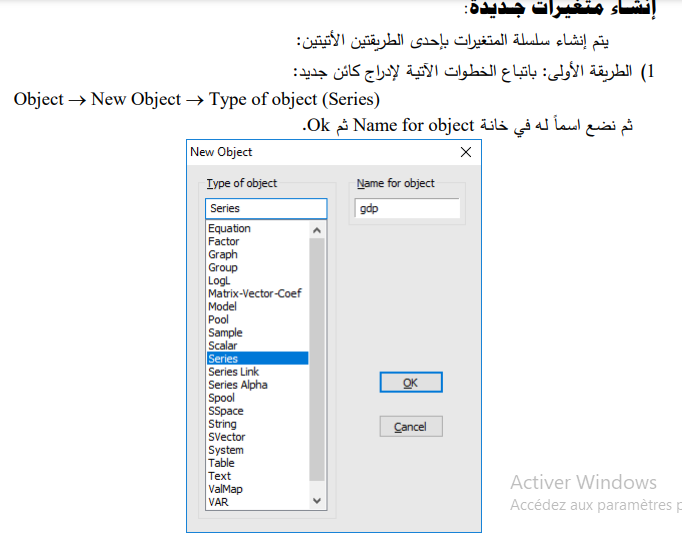 إنشاء متغيرات جديدة:
يتم إنشاء سلسلة المتغيرات بإحدى الطريقتين الأتيتين:
1) الطريقة الأولى: باتباع الخطوات الآتية لإدراج كائن جديد:
Object → New Object → Type of object (Series)
ثم نضع اسماً له في خانة Name for object ثم Ok.
New Object
Type of object
Name for object
Series
gdp
Equation
Factor
Graph
Group
LogL
Matrix-Vector-Coef
Model
Pool
Sample
Scalar
Series
Series Link
Series Alpha
Spool
SSpace
String
SVector
System
Table
Text
ValMap
VAR
OK
Cancel
Activer Windows
Accédez aux paramètres p